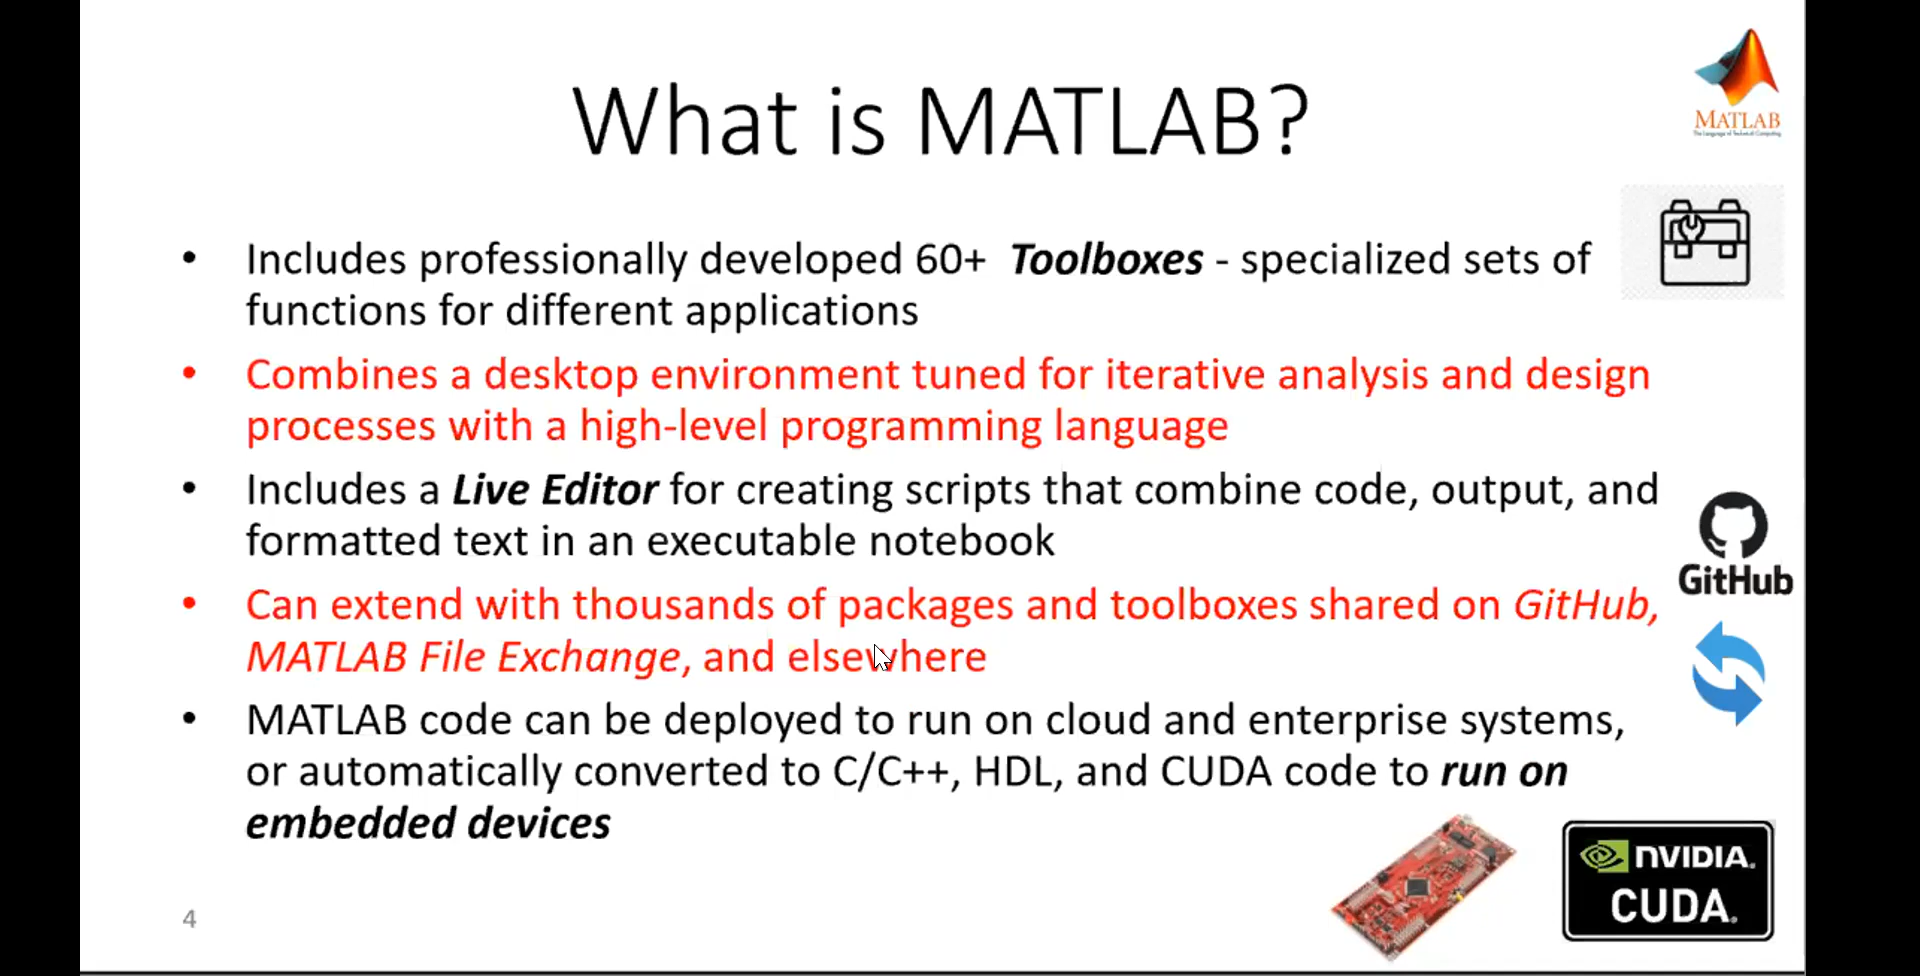 What is MATLAB?
MATLAB
The Language of Technical Computing
• Includes professionally developed 60+ Toolboxes - specialized sets of
functions for different applications
• Combines a desktop environment tuned for iterative analysis and design
processes with a high-level programming language
• Includes a Live Editor for creating scripts that combine code, output, and
formatted text in an executable notebook
GitHub
• Can extend with thousands of packages and toolboxes shared on GitHub,
MATLAB File Exchange, and elsewhere
• MATLAB code can be deployed to run on cloud and enterprise systems,
or automatically converted to C/C++, HDL, and CUDA code to run on
embedded devices
NVIDIA.
CUDA.
4